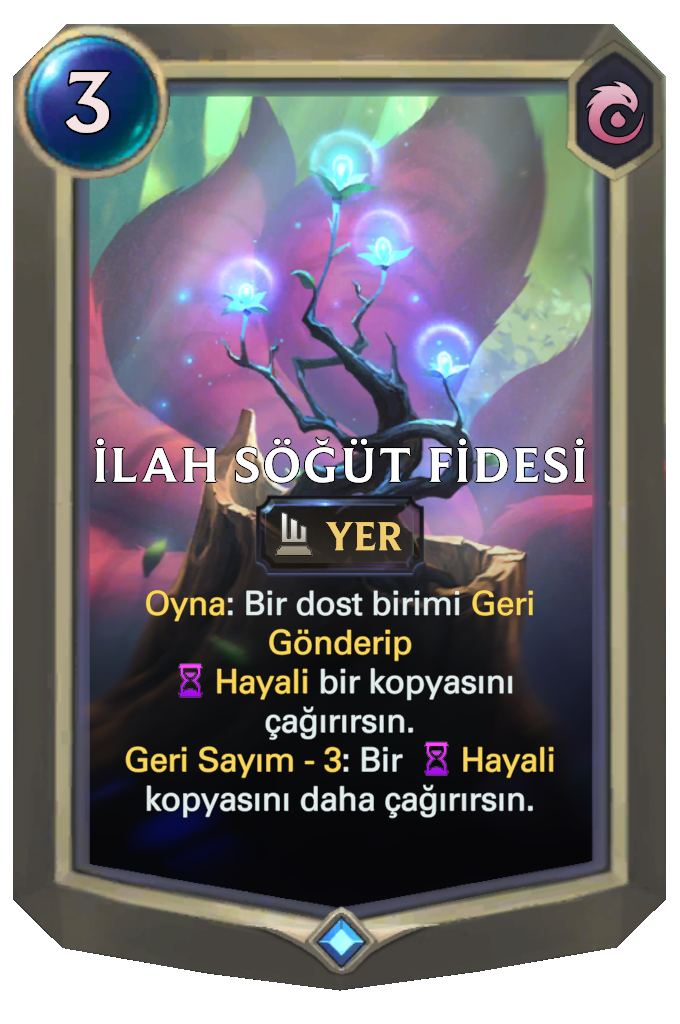 3
İLAH SÖĞÜT FİDESİ
YER
Oyna: Bir dost birimi Geri
Gönderip
Hayali bir kopyasını
çağırırsın.
Geri Sayım - 3: Bir Hayali
kopyasını daha çağırırsın.